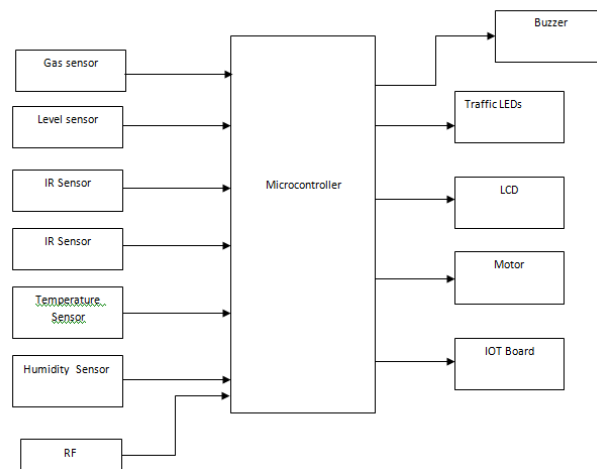 Buzzer
Gas sensor
Traffic LEDs
Level sensor
IR Sensor
Microcontroller
LCD
IR Sensor
Motor
Temperature
Sensor
IOT Board
Humidity Sensor
RF